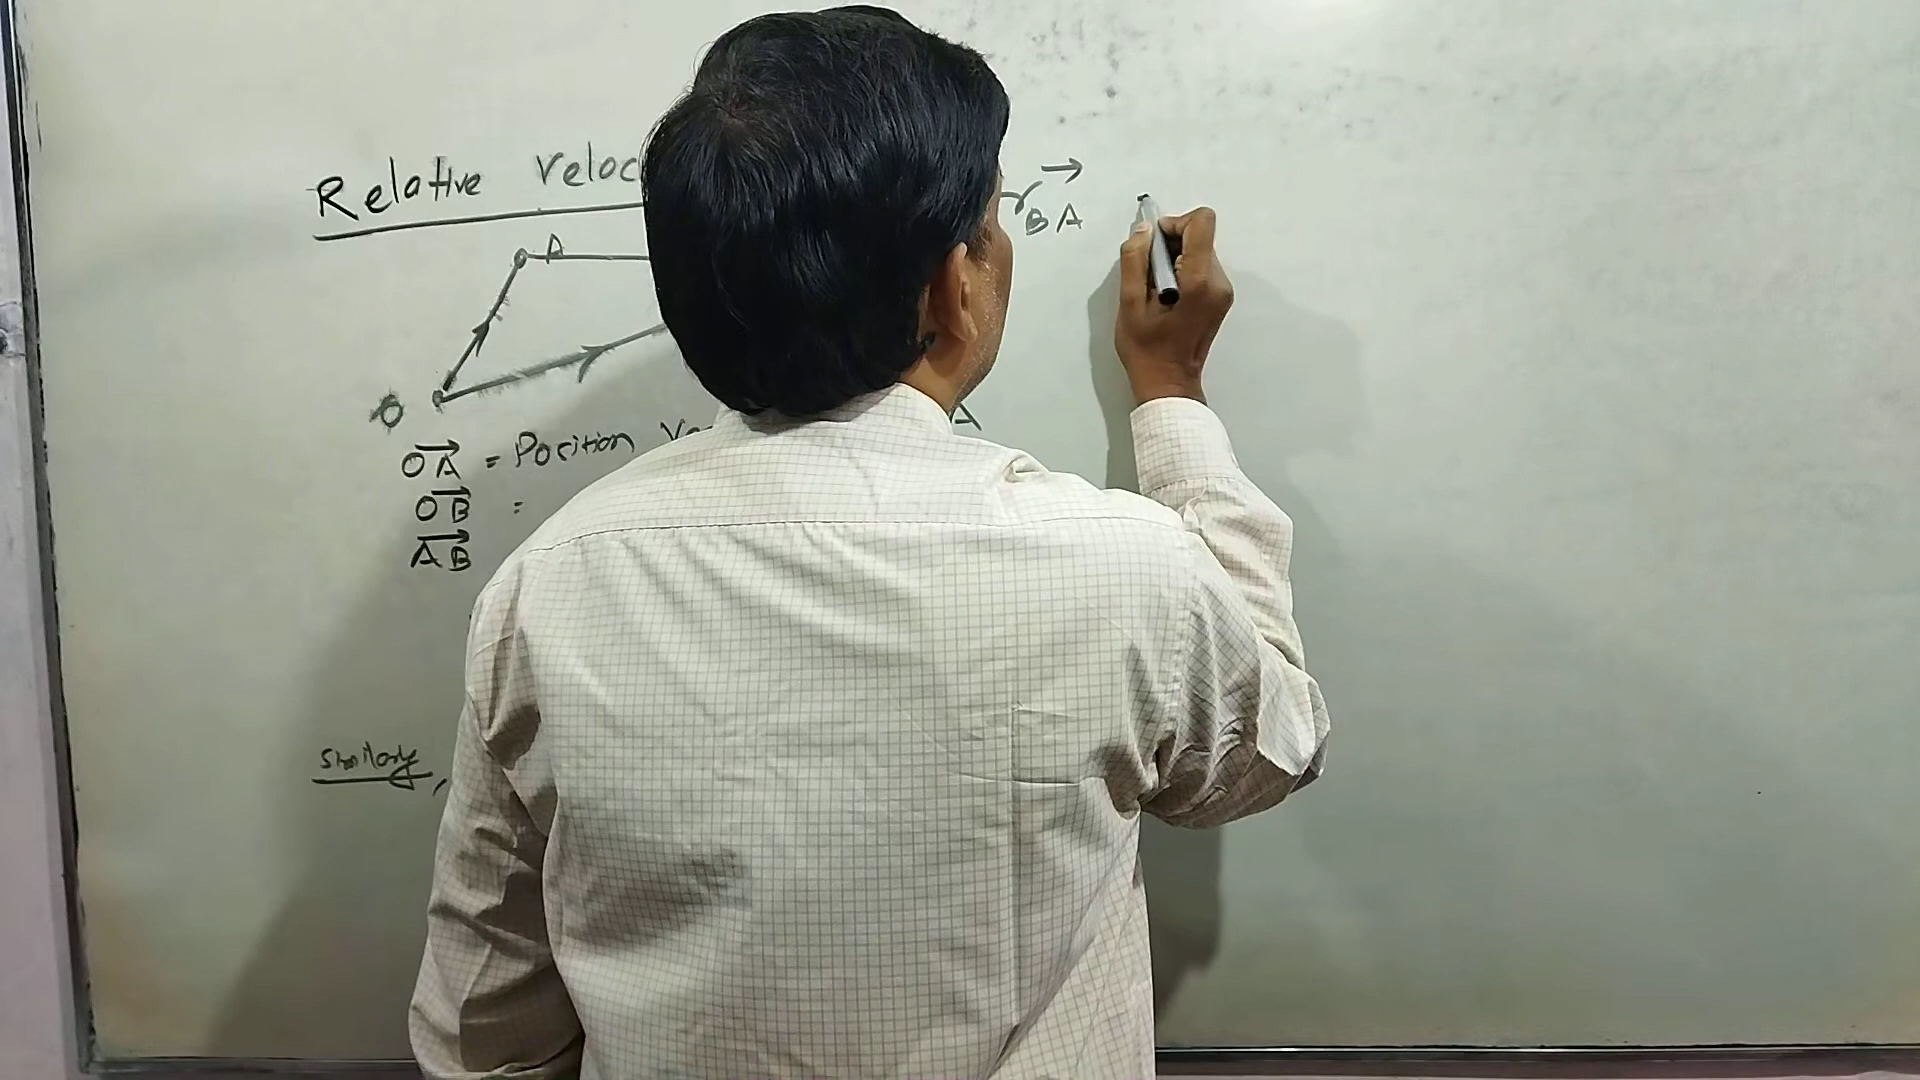 Relative veloc
A
BA
O
A
OA = Position Ve
OB =
AB
Similarly,